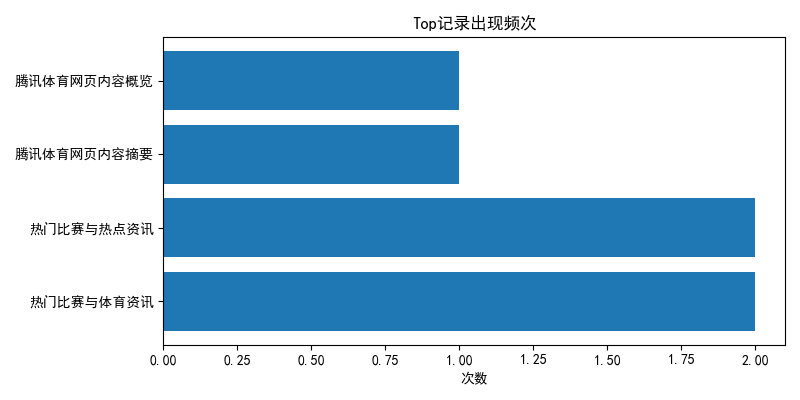 Top记录出现频次
腾讯体育网页内容概览
腾讯体育网页内容摘要
热门比赛与热点资讯
热门比赛与体育资讯
0.00 0.25 0.50 0.75 1.00 1.25 1.50 1.75 2.00
次数